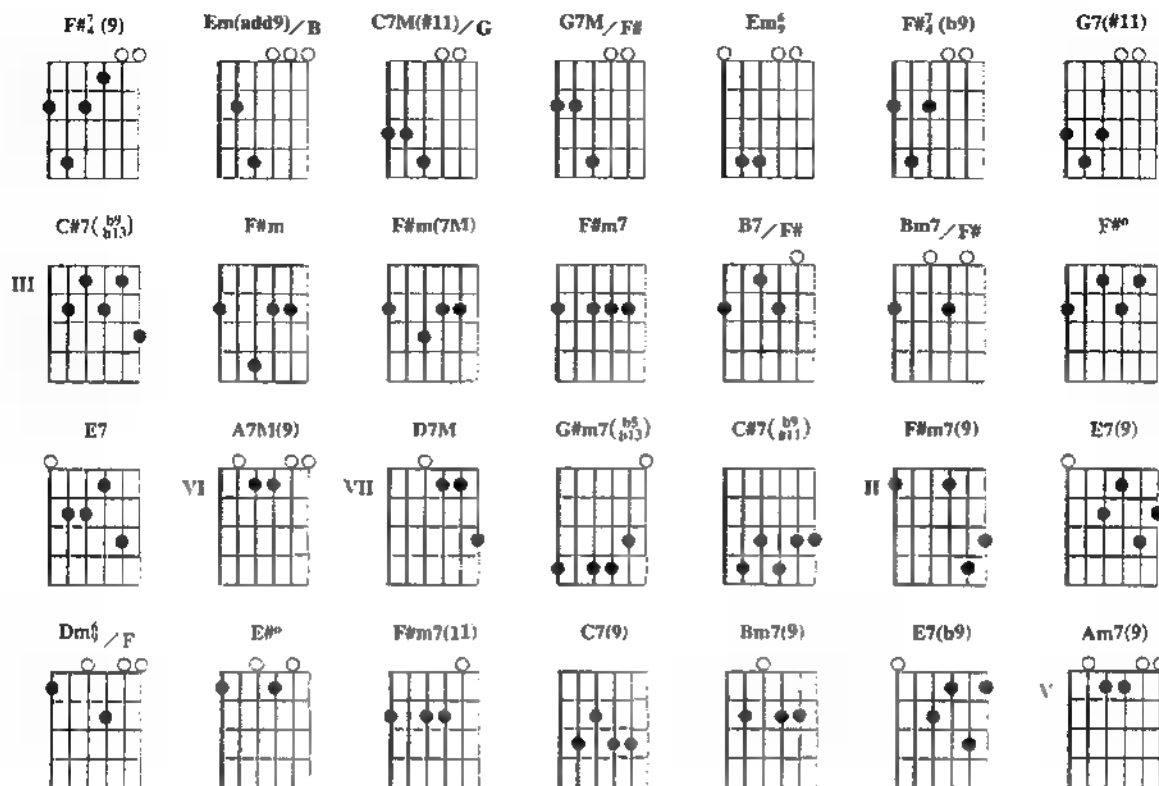 F#7/4 (9) Em(add9)/B C7M(#11)/G G7M/F# Em6/9 F#7/4 (b9) G7(#11)
C#7(b9/b13) F#m F#m(7M) F#m7 B7/F# Bm7/F# F#º
III
E7 A7M(9) D7M G#m7(b5/b13) C#7(b9/#11) F#m7(9) E7(9)
VI VII II
Dm6/9/F E#º F#m7(11) C7(9) Bm7(9) E7(b9) Am7(9)
V